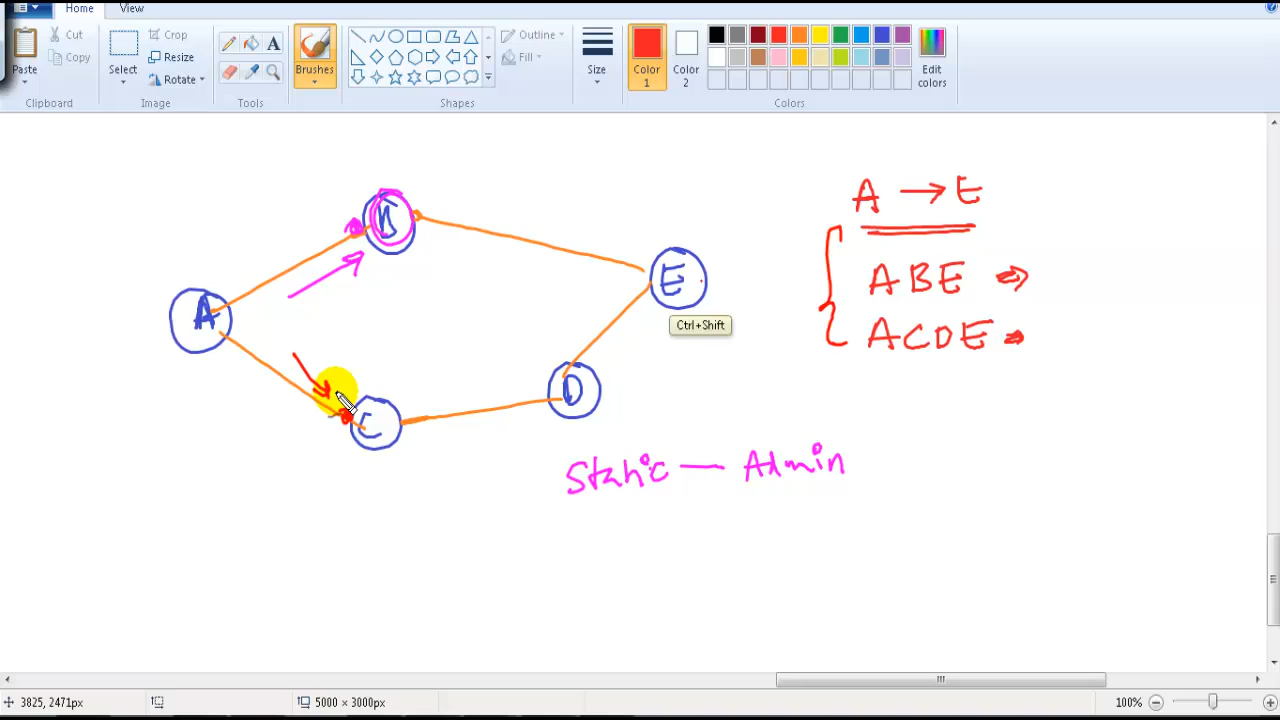 Home View
Cut
Copy
Paste
Clipboard
Select
Crop
Resize
Rotate
Image
A
Tools
Brushes
Outline
Fill
Shapes
Size
Color 1
Color 2
Edit colors
Colors
A → E
B
E
ABE ⇒
A
Ctrl+Shift
ACDE ⇒
D
C
Static — Admin
3825, 2471px
5000 × 3000px
100%